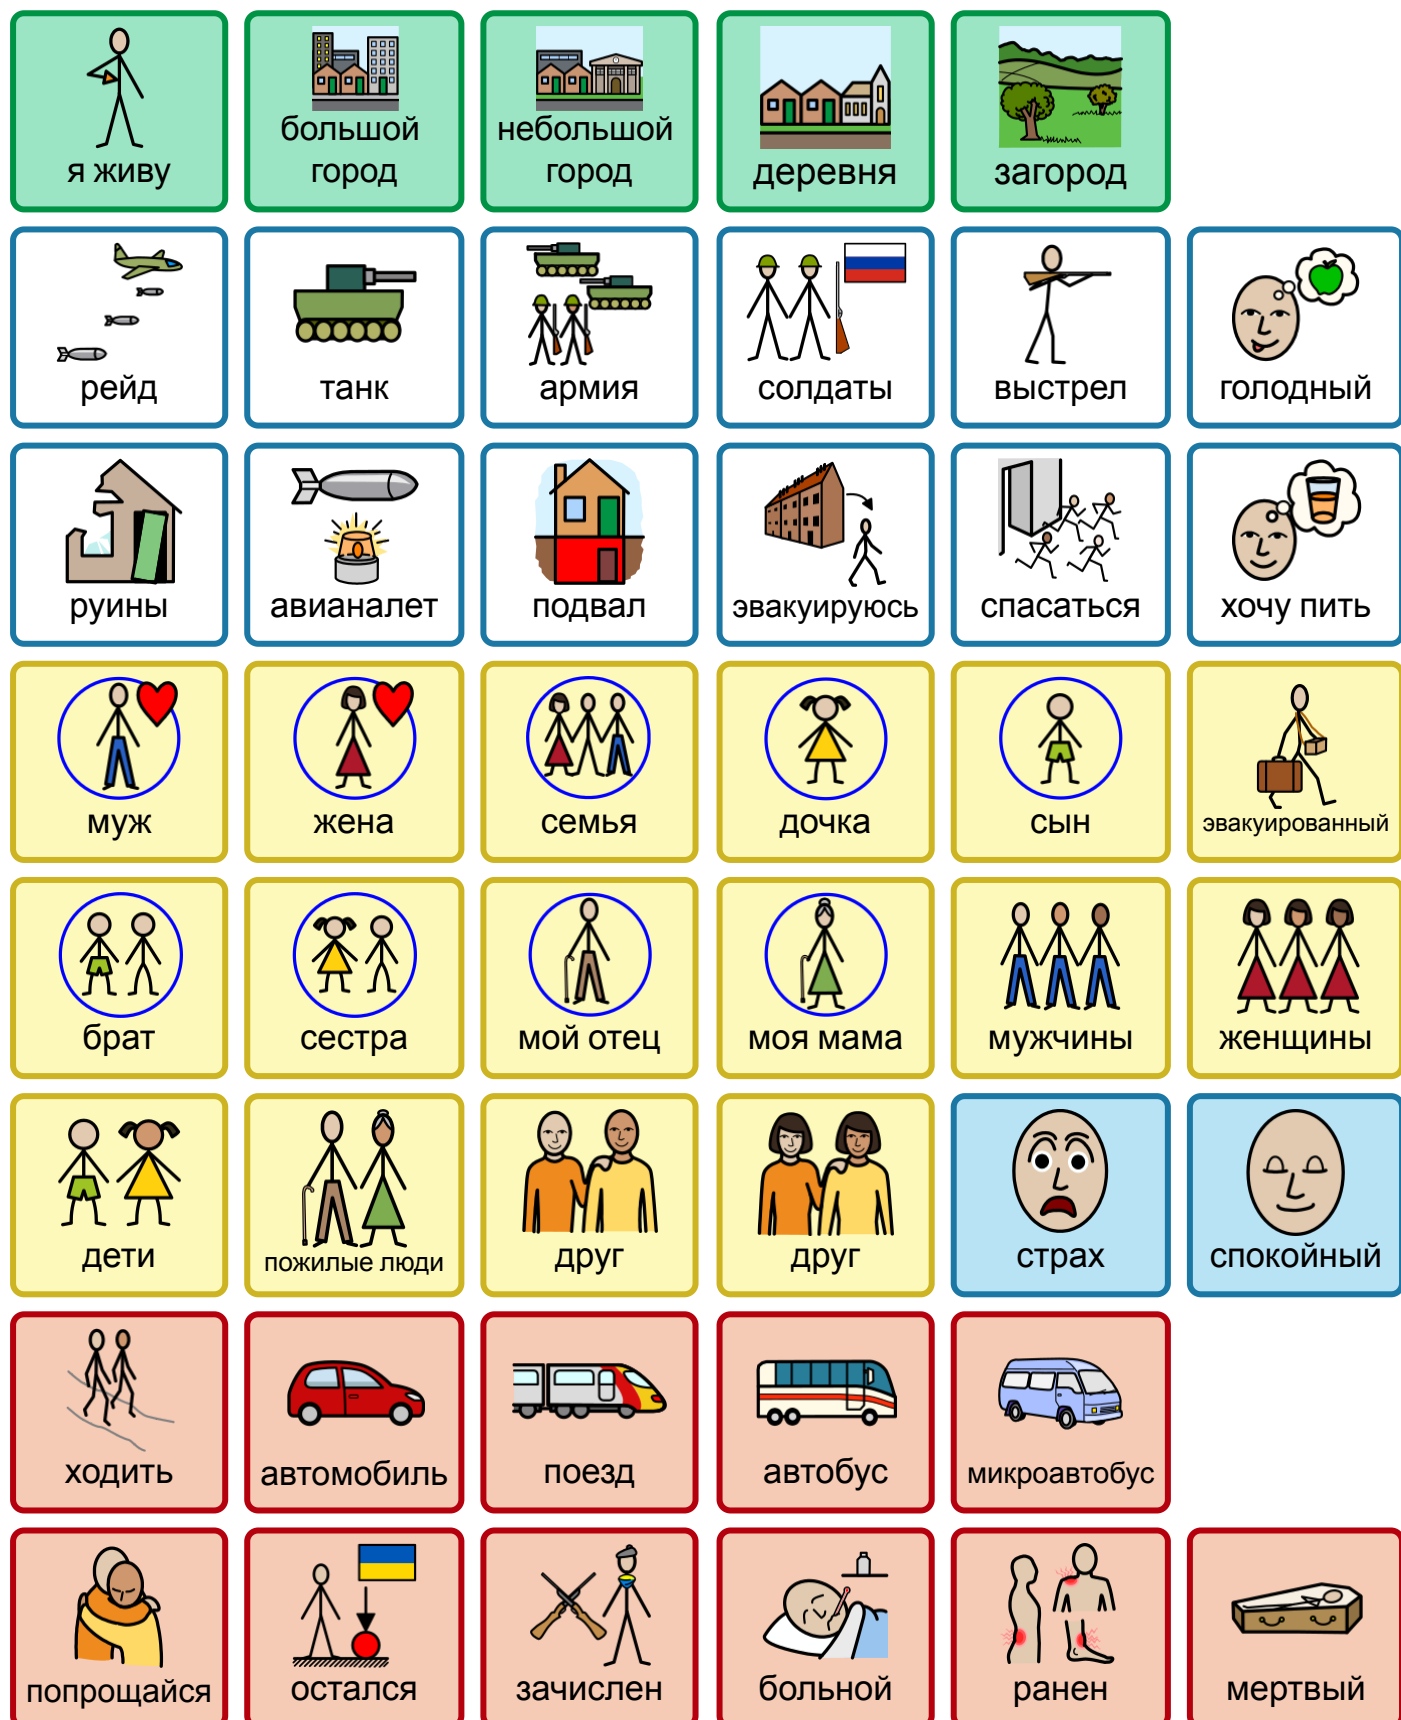 я живу
большой
город
небольшой
город
деревня
загород
рейд
танк
армия
солдаты
выстрел
голодный
руины
авианалет
подвал
эвакуируюсь
спасаться
хочу пить
муж
жена
семья
дочка
сын
эвакуированный
брат
сестра
мой отец
моя мама
мужчины
женщины
дети
пожилые люди
друг
друг
страх
спокойный
ходить
автомобиль
поезд
автобус
микроавтобус
попрощайся
остался
зачислен
больной
ранен
мертвый